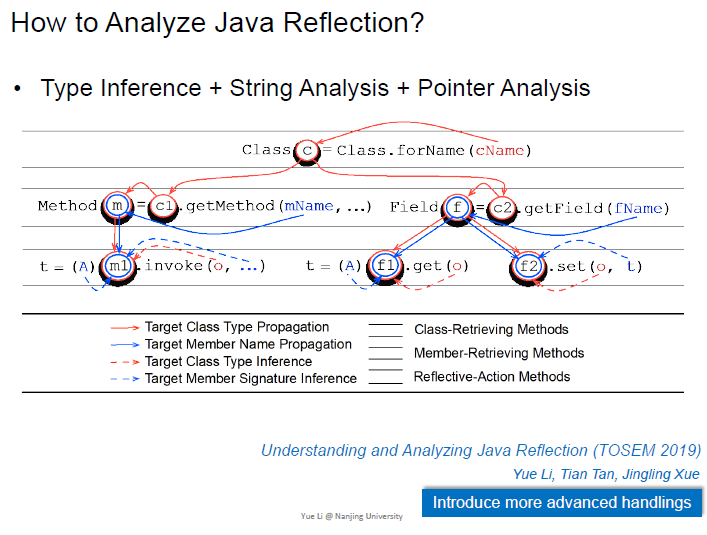 How to Analyze Java Reflection?
• Type Inference + String Analysis + Pointer Analysis
Class c = Class.forName(cName)
Method m = c1.getMethod(mName, …) Field f = c2.getField(fName)
t = (A) m1.invoke(o, …) t = (A) f1.get(o) f2.set(o, t)
Target Class Type Propagation
Target Member Name Propagation
Target Class Type Inference
Target Member Signature Inference
Class-Retrieving Methods
Member-Retrieving Methods
Reflective-Action Methods
Understanding and Analyzing Java Reflection (TOSEM 2019)
Yue Li, Tian Tan, Jingling Xue
Introduce more advanced handlings
Yue Li @ Nanjing University